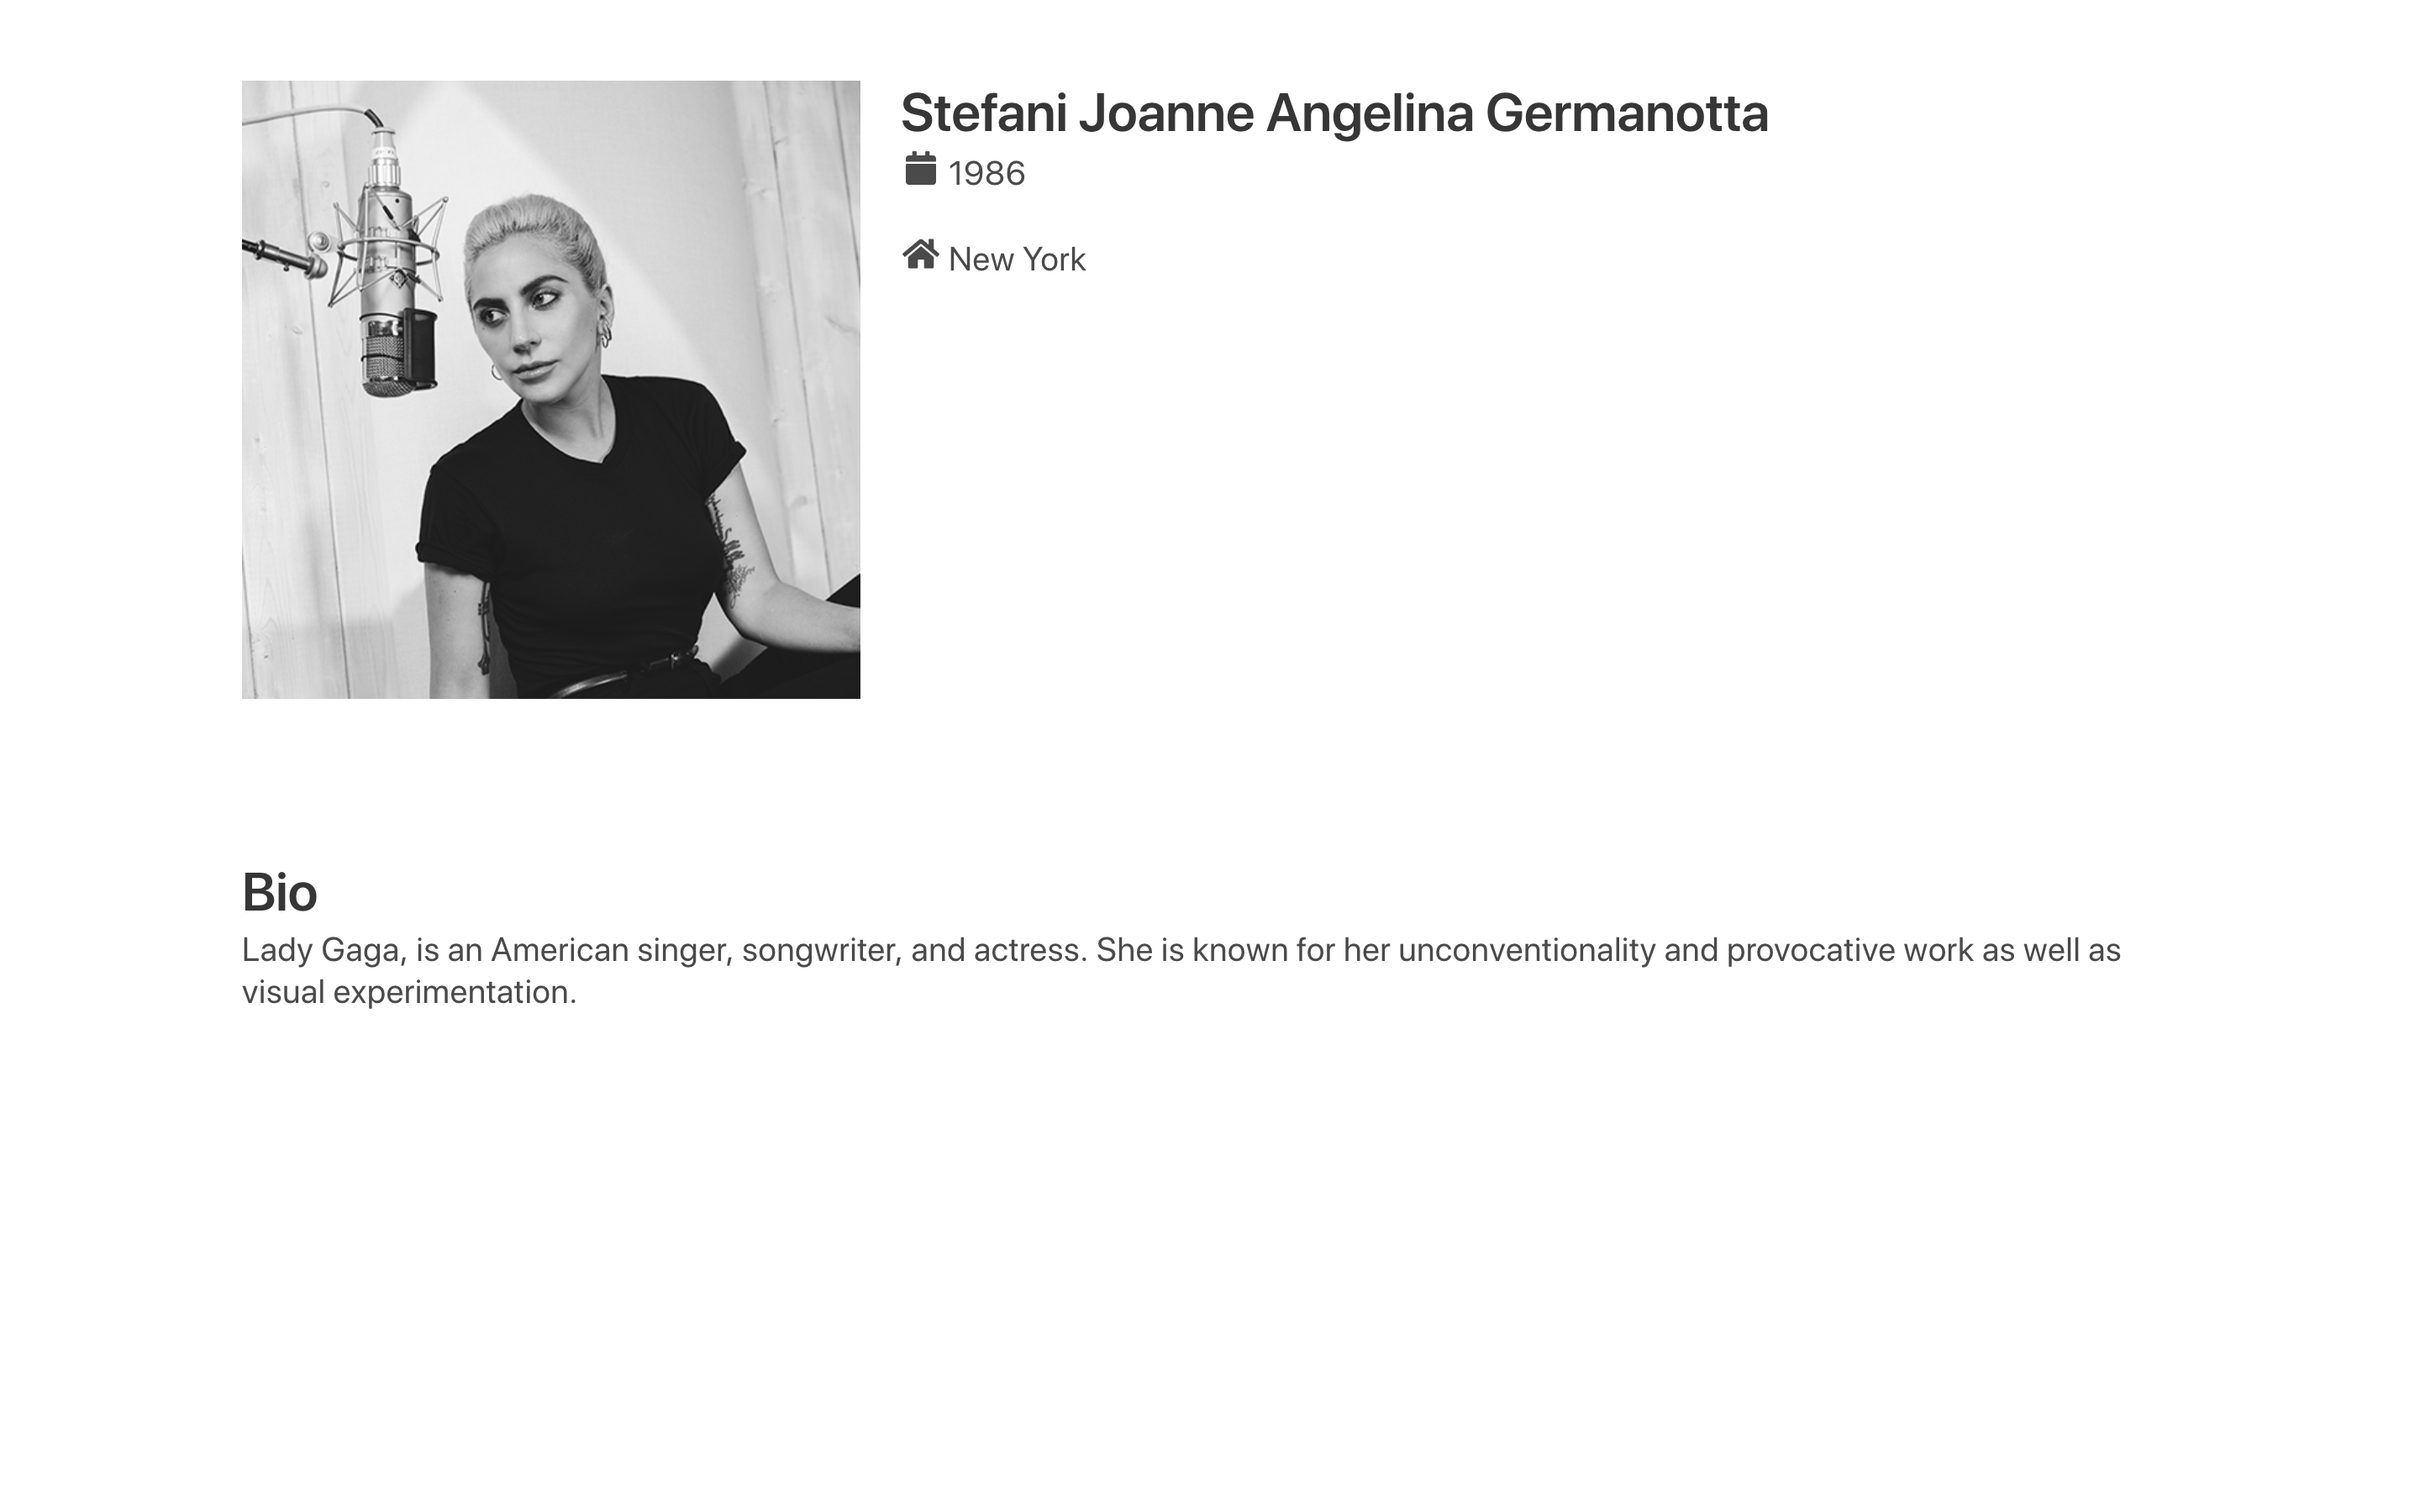 Stefani Joanne Angelina Germanotta
1986
New York
Bio
Lady Gaga, is an American singer, songwriter, and actress. She is known for her unconventionality and provocative work as well as
visual experimentation.